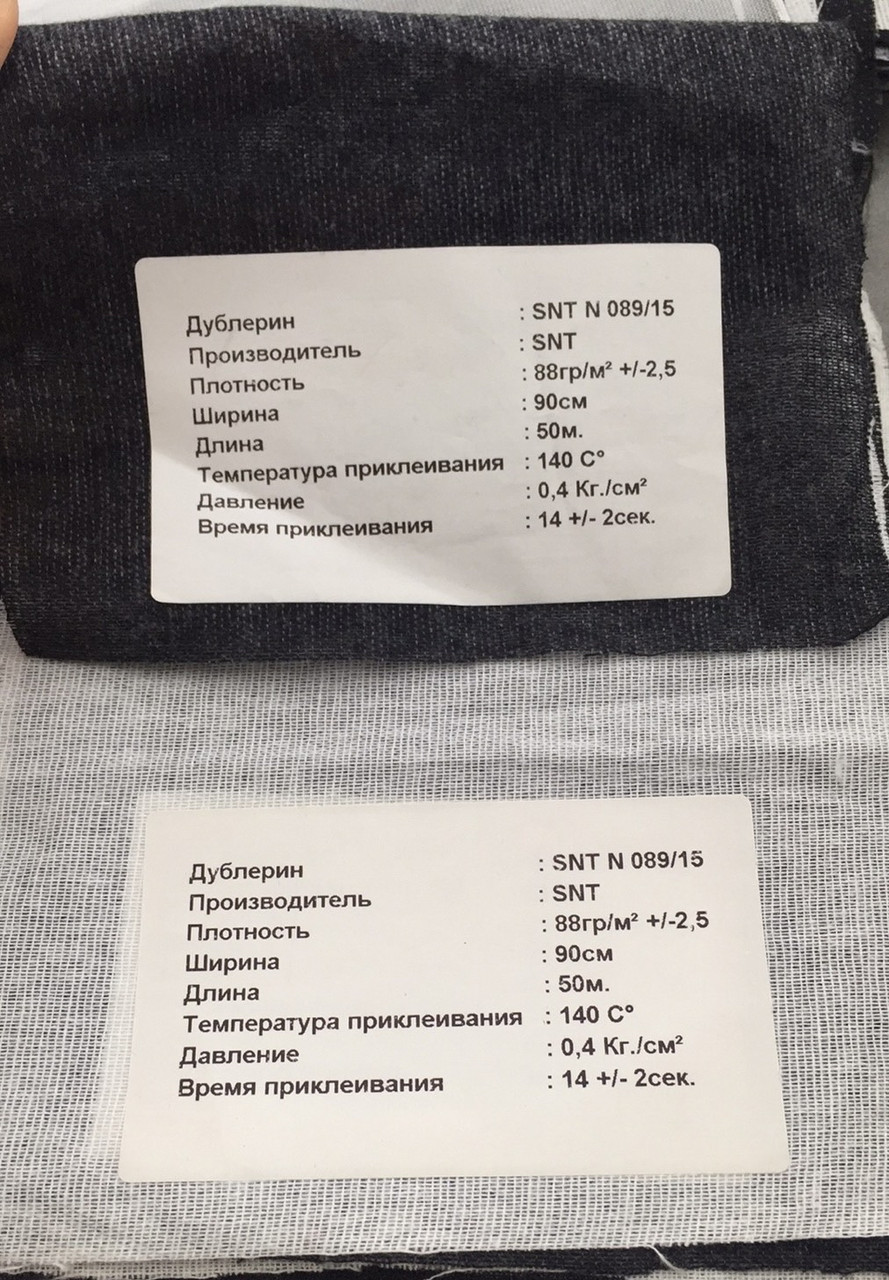 Дублерин : SNT N 089/15
Производитель : SNT
Плотность : 88гр/м² +/-2,5
Ширина : 90см
Длина : 50м.
Температура приклеивания : 140 С°
Давление : 0,4 Кг./см²
Время приклеивания : 14 +/- 2сек.
Дублерин : SNT N 089/15
Производитель : SNT
Плотность : 88гр/м² +/-2,5
Ширина : 90см
Длина : 50м.
Температура приклеивания : 140 С°
Давление : 0,4 Кг./см²
Время приклеивания : 14 +/- 2сек.